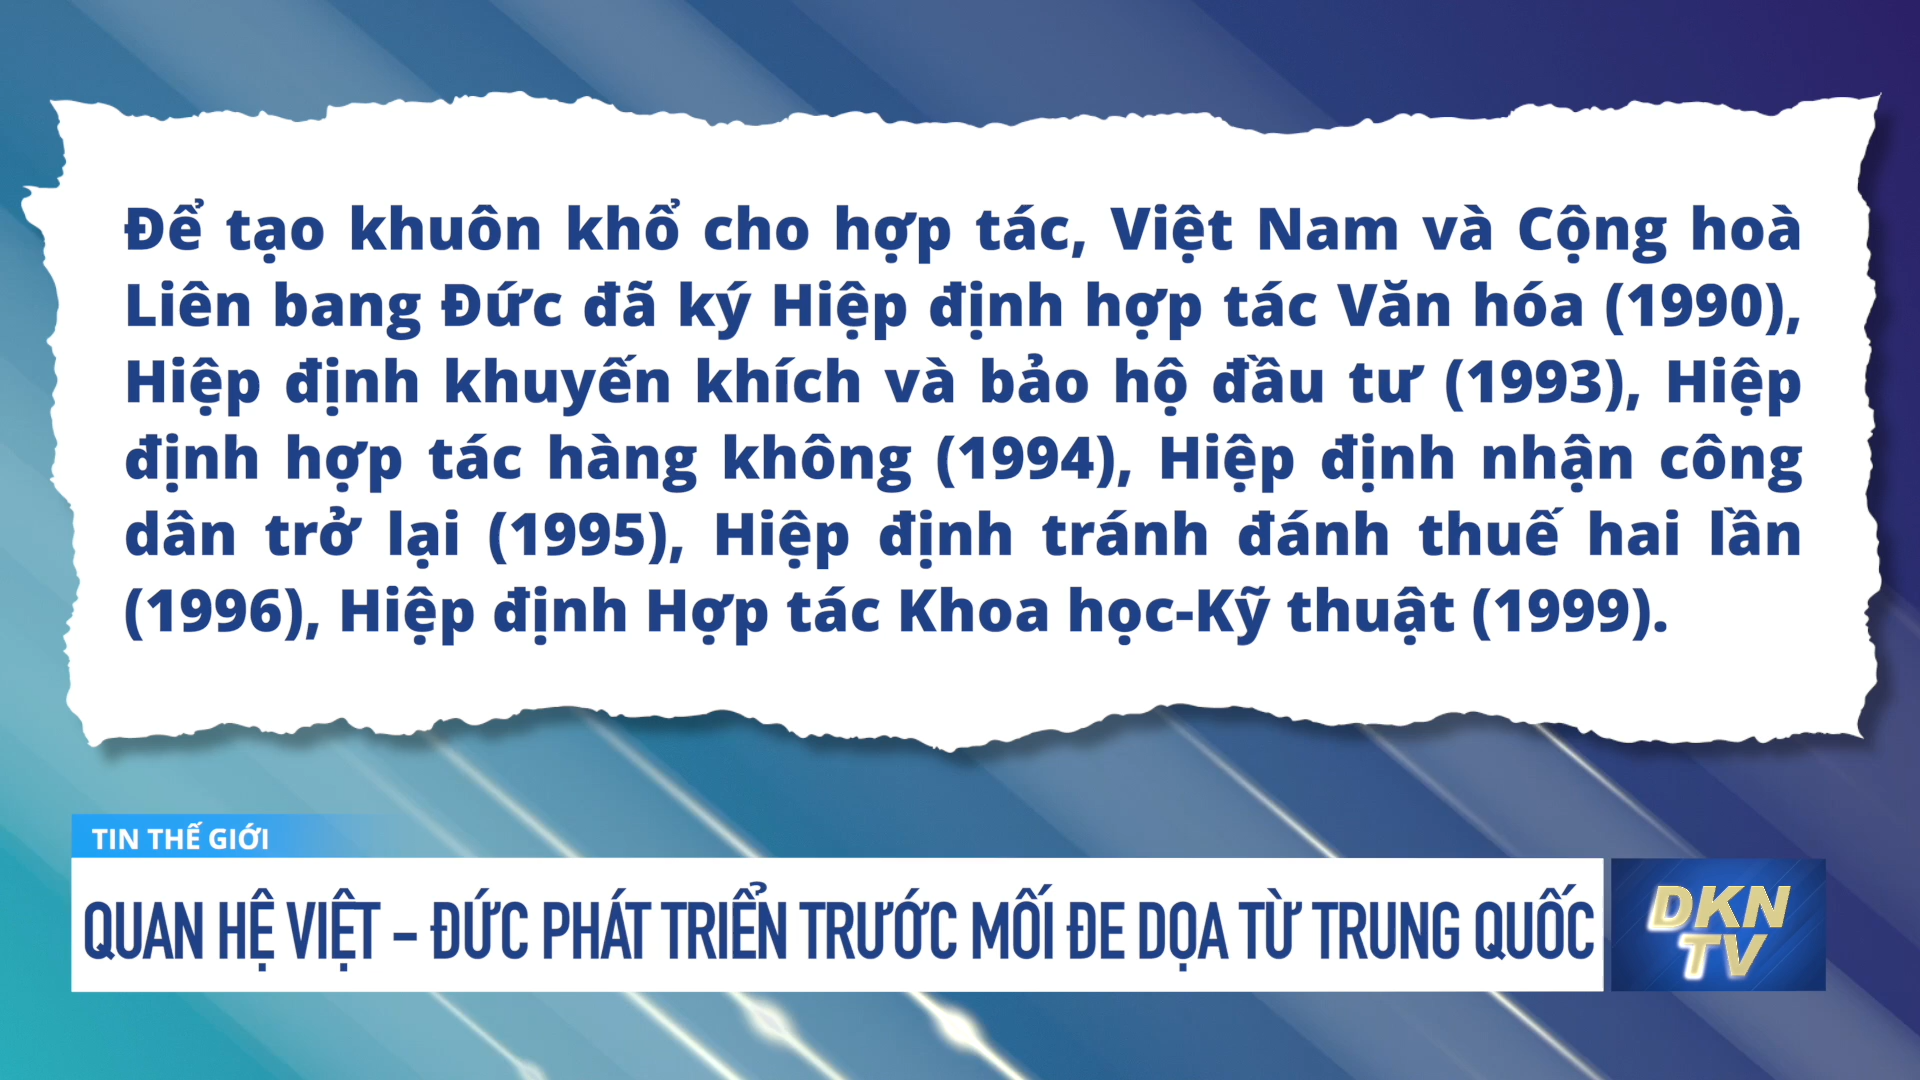 Để tạo khuôn khổ cho hợp tác, Việt Nam và Cộng hoà
Liên bang Đức đã ký Hiệp định hợp tác Văn hóa (1990),
Hiệp định khuyến khích và bảo hộ đầu tư (1993), Hiệp
định hợp tác hàng không (1994), Hiệp định nhận công
dân trở lại (1995), Hiệp định tránh đánh thuế hai lần
(1996), Hiệp định Hợp tác Khoa học-Kỹ thuật (1999).
TIN THẾ GIỚI
QUAN HỆ VIỆT – ĐỨC PHÁT TRIỂN TRƯỚC MỐI ĐE DỌA TỪ TRUNG QUỐC
DKN
TV